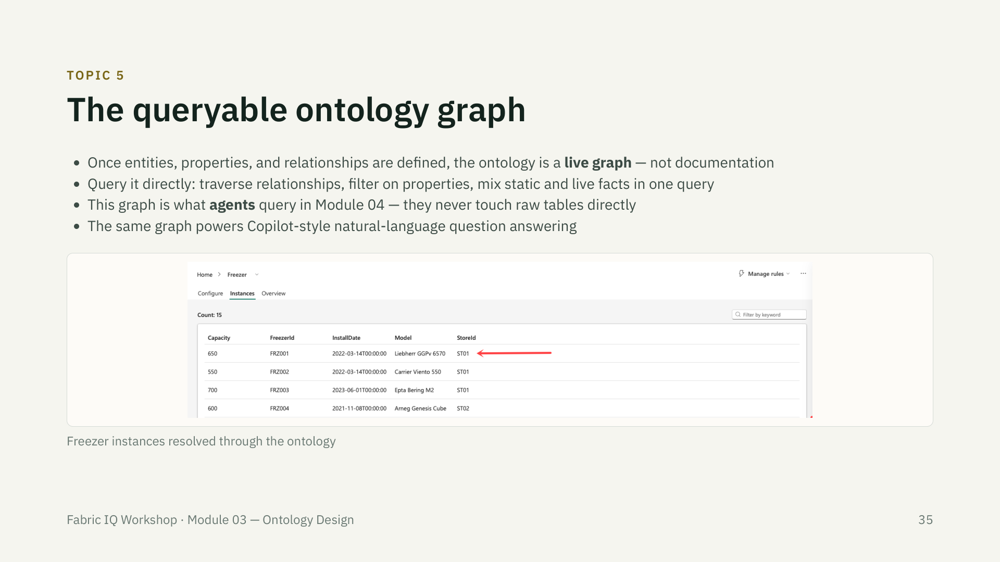 TOPIC 5
The queryable ontology graph
• Once entities, properties, and relationships are defined, the ontology is a live graph — not documentation
• Query it directly: traverse relationships, filter on properties, mix static and live facts in one query
• This graph is what agents query in Module 04 — they never touch raw tables directly
• The same graph powers Copilot-style natural-language question answering
Home > Freezer Manage rules ...
Configure Instances Overview
Count: 15 Filter by keyword
Capacity FreezerId InstallDate Model StoreId
650 FRZ001 2022-03-14T00:00:00 Liebherr GGPv 6570 ST01
550 FRZ002 2022-03-14T00:00:00 Carrier Viento 550 ST01
700 FRZ003 2023-06-01T00:00:00 Epta Bering M2 ST01
600 FRZ004 2021-11-08T00:00:00 Arneg Genesis Cube ST02
Freezer instances resolved through the ontology
Fabric IQ Workshop · Module 03 — Ontology Design 35